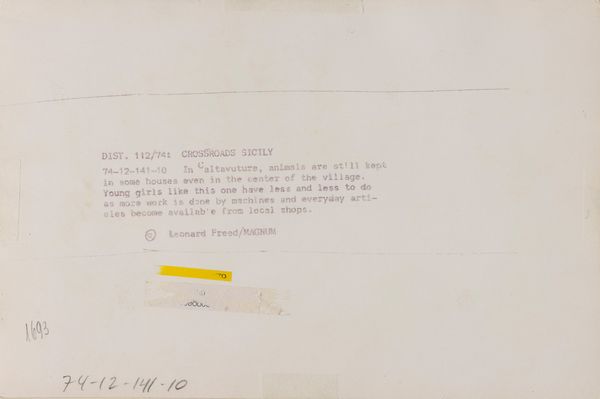 DIST. 112/74: CROSSROADS SICILY
74-12-141-10 In Caltavuture, animals are still kept
in some houses even in the center of the village.
Young girls like this one have less and less to do
as more work is done by machines and everyday arti-
cles become available from local shops.
© Leonard Freed/MAGNUM
1693
74-12-141-10